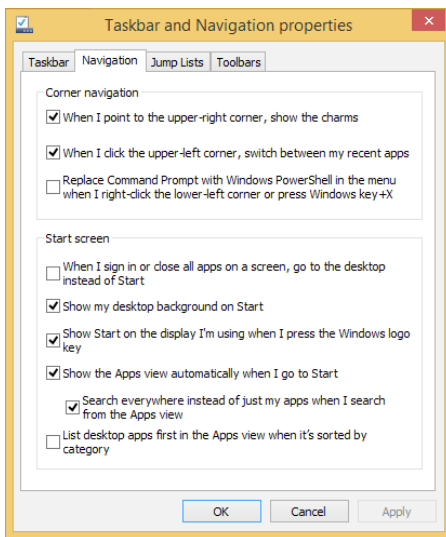 Taskbar and Navigation properties
Taskbar Navigation Jump Lists Toolbars
Corner navigation
When I point to the upper-right corner, show the charms
When I click the upper-left corner, switch between my recent apps
Replace Command Prompt with Windows PowerShell in the menu
when I right-click the lower-left corner or press Windows key+X
Start screen
When I sign in or close all apps on a screen, go to the desktop
instead of Start
Show my desktop background on Start
Show Start on the display I'm using when I press the Windows logo
key
Show the Apps view automatically when I go to Start
Search everywhere instead of just my apps when I search
from the Apps view
List desktop apps first in the Apps view when it's sorted by
category
OK Cancel Apply